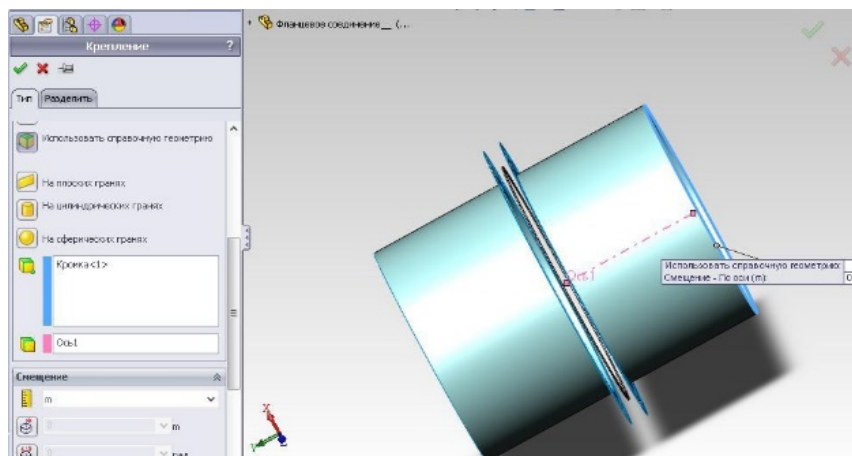 Фланцевое соединение__ (...
Крепление ?
Тип Разделить
Использовать справочную геометрию
На плоских гранях
На цилиндрических гранях
На сферических гранях
Кромка<1>
Ось1
Смещение
m
m
Ось1
Использовать справочную геометрию:
Смещение - По оси (m):
X
Y